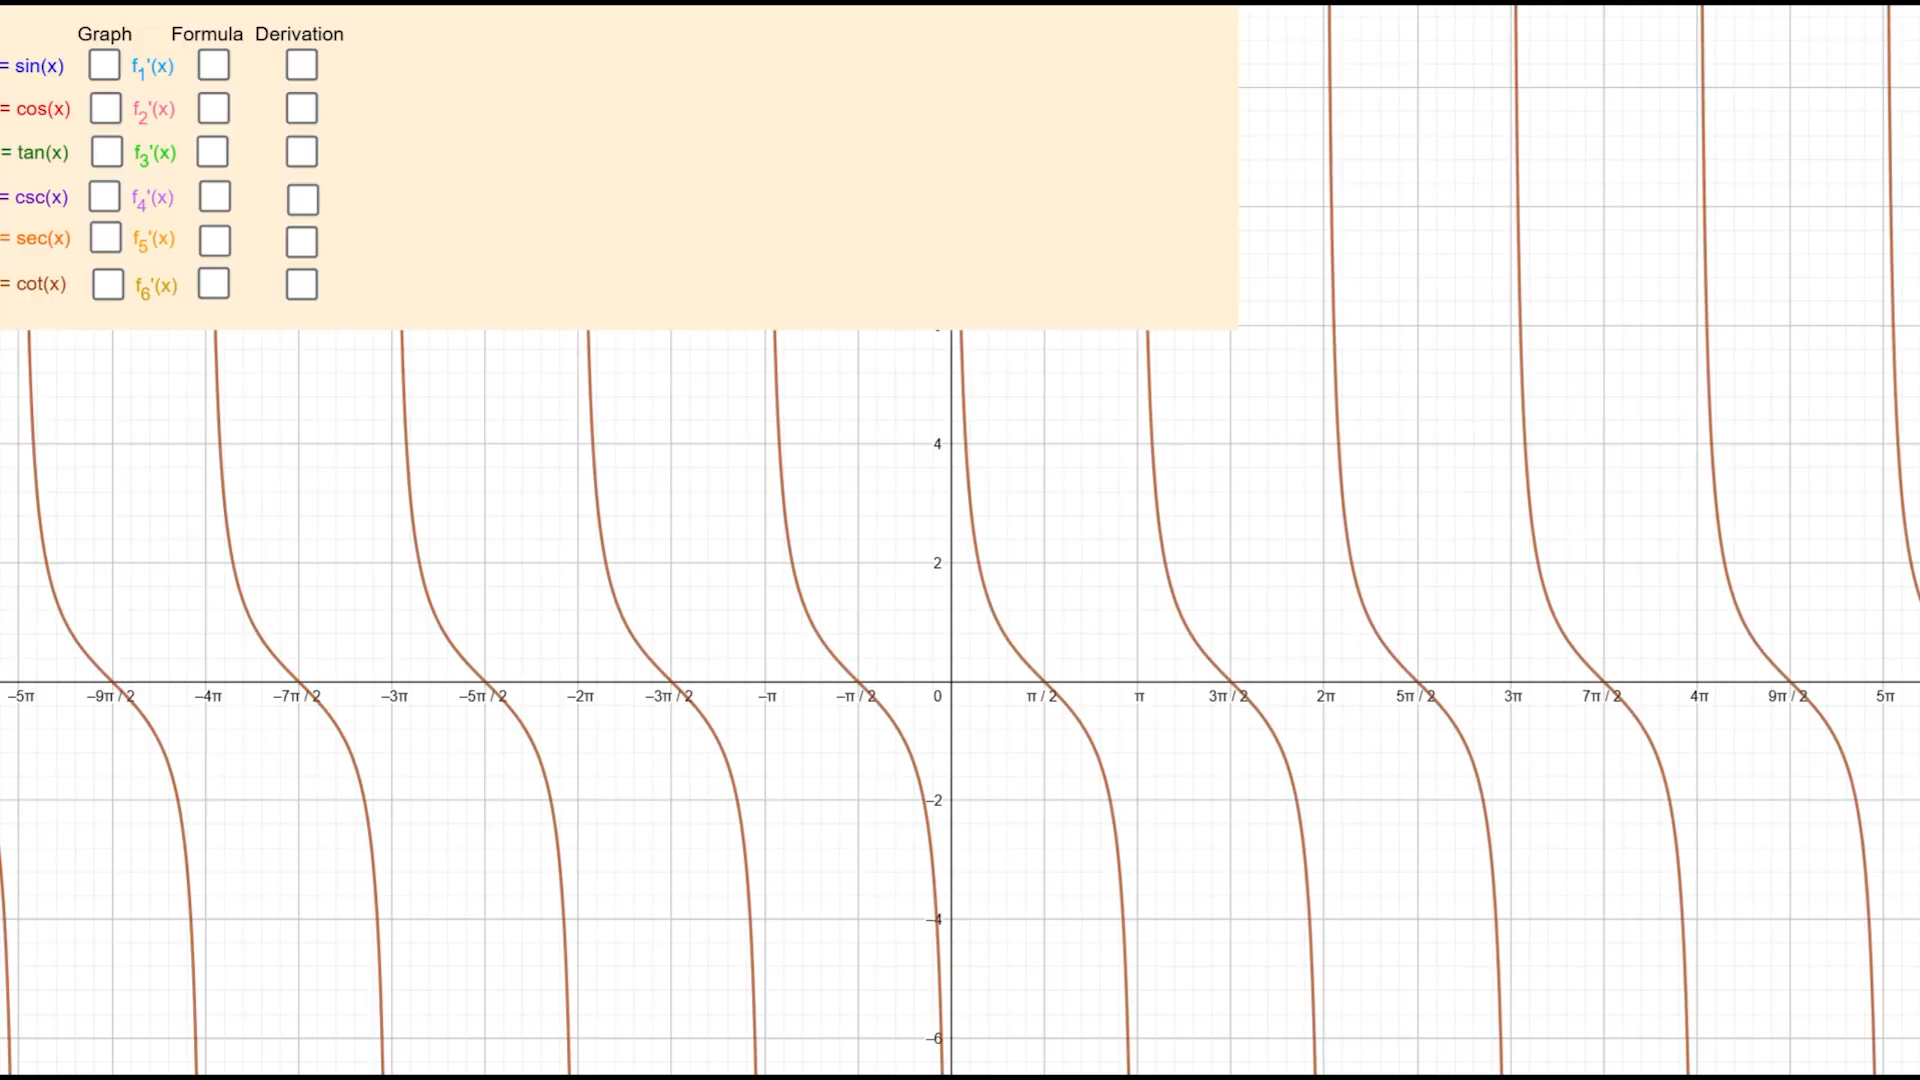 Graph Formula Derivation
= sin(x) f1'(x)
= cos(x) f2'(x)
= tan(x) f3'(x)
= csc(x) f4'(x)
= sec(x) f5'(x)
= cot(x) f6'(x)
4
2
–5π –9π / 2 –4π –7π / 2 –3π –5π / 2 –2π –3π / 2 –π –π / 2 0 π / 2 π 3π / 2 2π 5π / 2 3π 7π / 2 4π 9π / 2 5π
–2
–4
–6